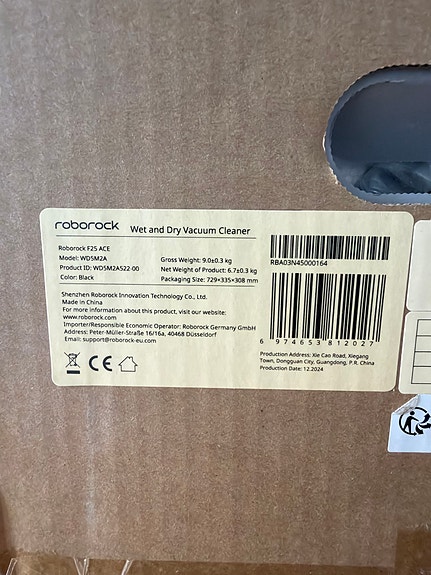 roborock Wet and Dry Vacuum Cleaner
Roborock F25 ACE
Model: WD5M2A
Product ID: WD5M2A522-00
Color: Black
Gross Weight: 9.0±0.3 kg
Net Weight of Product: 6.7±0.3 kg
Packaging Size: 729×335×308 mm
Shenzhen Roborock Innovation Technology Co., Ltd.
Made in China
For more information about this product, visit our website:
www.roborock.com
Importer/Responsible Economic Operator: Roborock Germany GmbH
Address: Peter-Müller-Straße 16/16a, 40468 Düsseldorf
Email: support@roborock-eu.com
CE
RBA03N45000164
6 974653 812027
Production Address: Xie Cao Road, Xiegang
Town, Dongguan City, Guangdong, P.R. China
Production Date: 12.2024